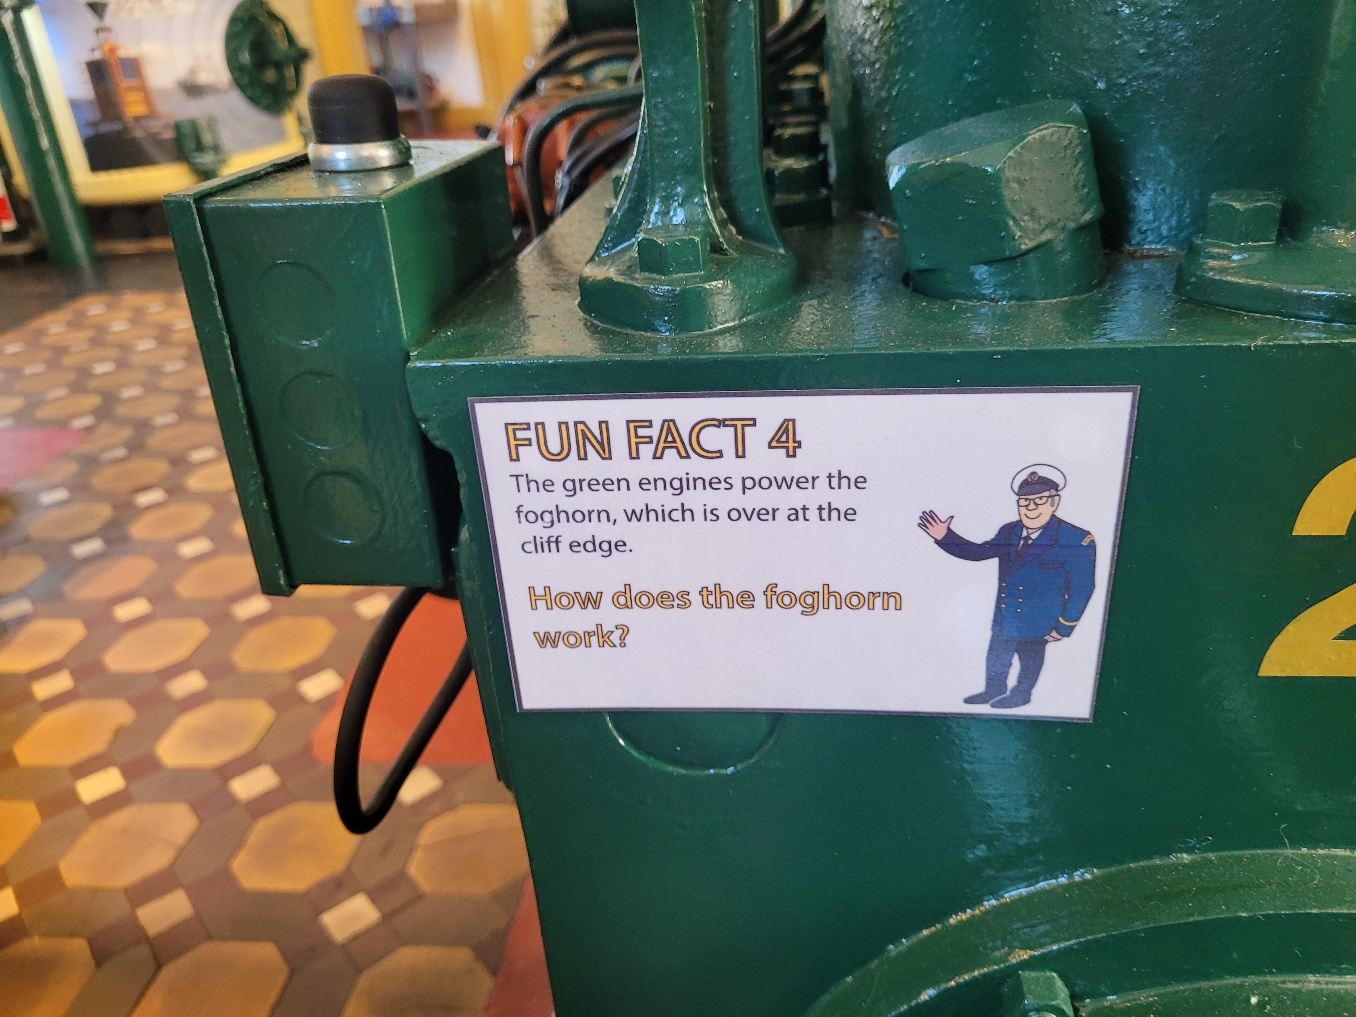 FUN FACT 4
The green engines power the
foghorn, which is over at the
cliff edge.
How does the foghorn
work?
2